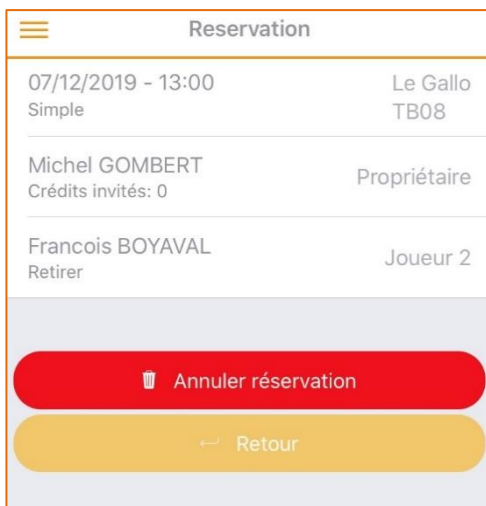 Reservation
07/12/2019 - 13:00
Le Gallo
Simple
TB08
Michel GOMBERT
Propriétaire
Crédits invités: 0
Francois BOYAVAL
Joueur 2
Retirer
Annuler réservation
Retour